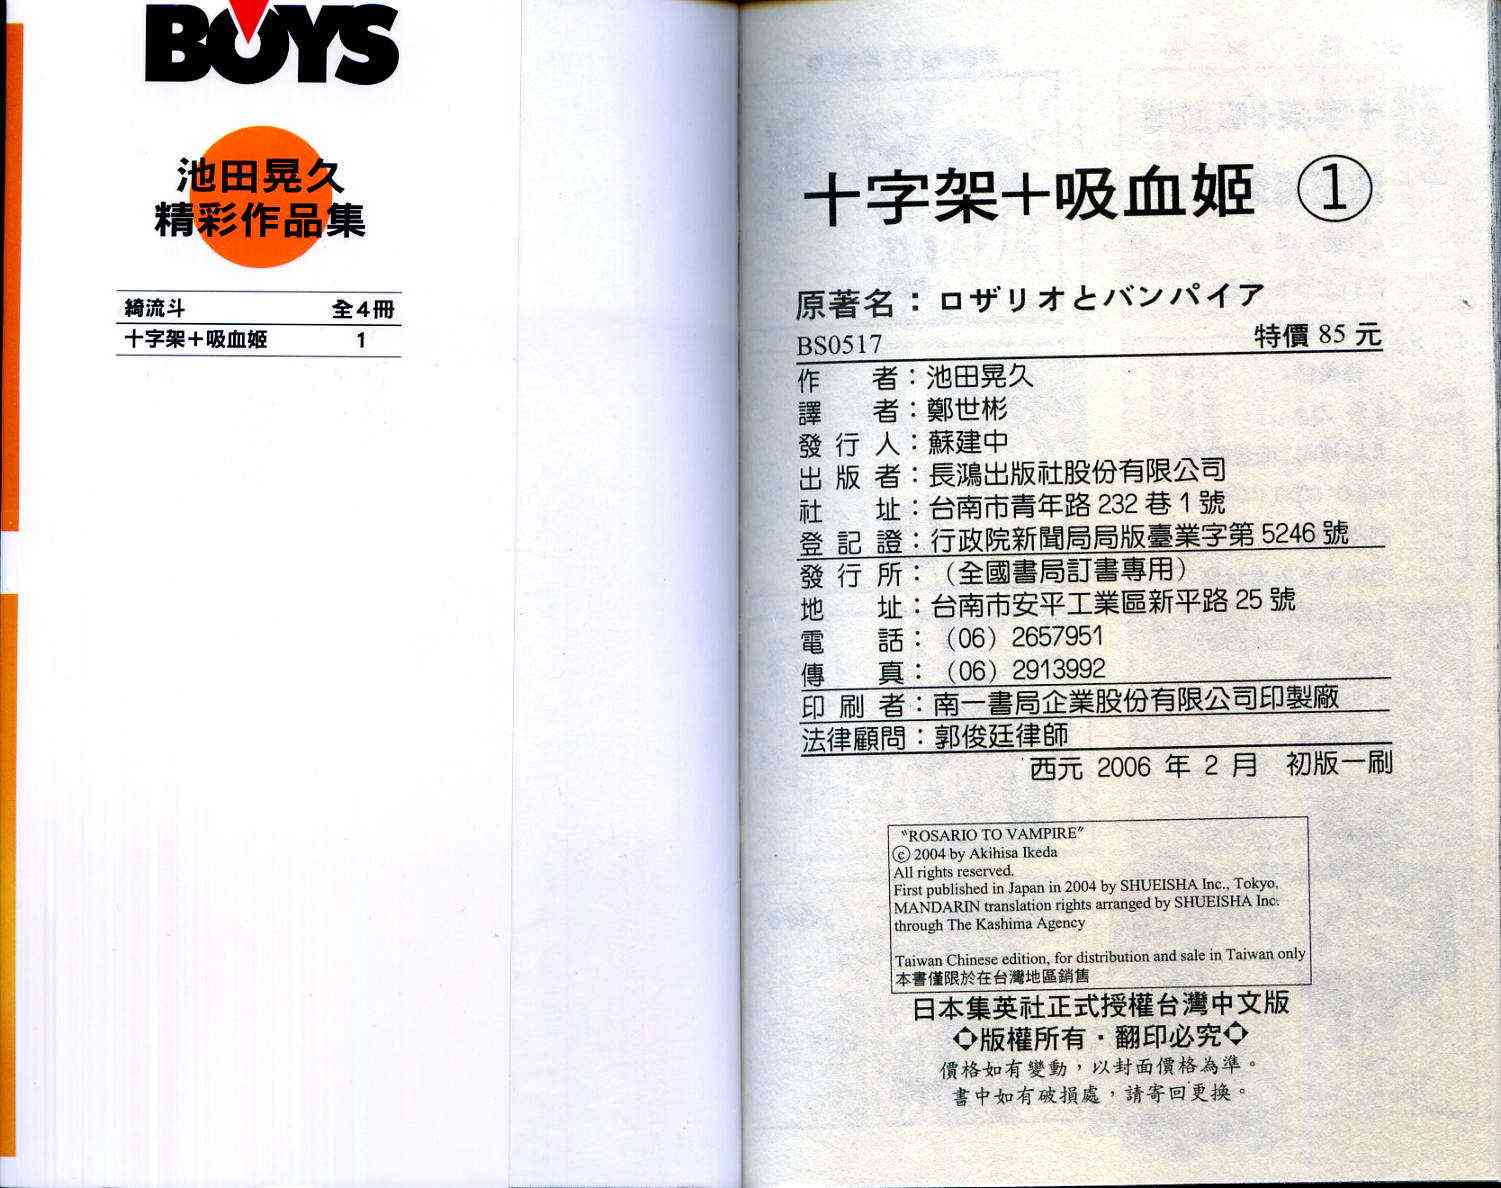 BOYS
池田晃久
精彩作品集
綺流斗 全4冊
十字架＋吸血姬 1
十字架＋吸血姬 ①
原著名：ロザリオとバンパイア
BS0517 特價 85 元
作者：池田晃久
譯者：鄭世彬
發行人：蘇建中
出版者：長鴻出版社股份有限公司
社址：台南市青年路 232 巷 1 號
登記證：行政院新聞局局版臺業字第 5246 號
發行所：（全國書局訂書專用）
地址：台南市安平工業區新平路 25 號
電話：（06）2657951
傳真：（06）2913992
印刷者：南一書局企業股份有限公司印製廠
法律顧問：郭俊廷律師
西元 2006 年 2 月 初版一刷
"ROSARIO TO VAMPIRE"
ⓒ 2004 by Akihisa Ikeda
All rights reserved.
First published in Japan in 2004 by SHUEISHA Inc., Tokyo.
MANDARIN translation rights arranged by SHUEISHA Inc.
through The Kashima Agency
Taiwan Chinese edition, for distribution and sale in Taiwan only
本書僅限於在台灣地區銷售
日本集英社正式授權台灣中文版
◇版權所有・翻印必究◇
價格如有變動，以封面價格為準。
書中如有破損處，請寄回更換。